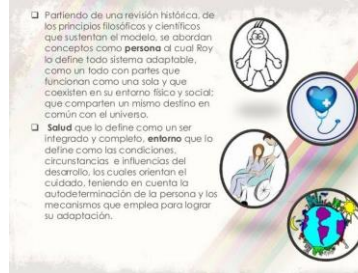 Partiendo de una revisión histórica, de
los principios filosóficos y científicos
que sustentan el modelo, se abordan
conceptos como persona al cual Roy
lo define todo sistema adaptable,
como un todo con partes que
funcionan como una sola y que
coexisten en su entorno físico y social;
que comparten un mismo destino en
común con el universo.
Salud que lo define como un ser
integrado y completo, entorno que lo
define como las condiciones,
circunstancias e influencias del
desarrollo, los cuales orientan el
cuidado, teniendo en cuenta la
autodeterminación de la persona y los
mecanismos que emplea para lograr
su adaptación.